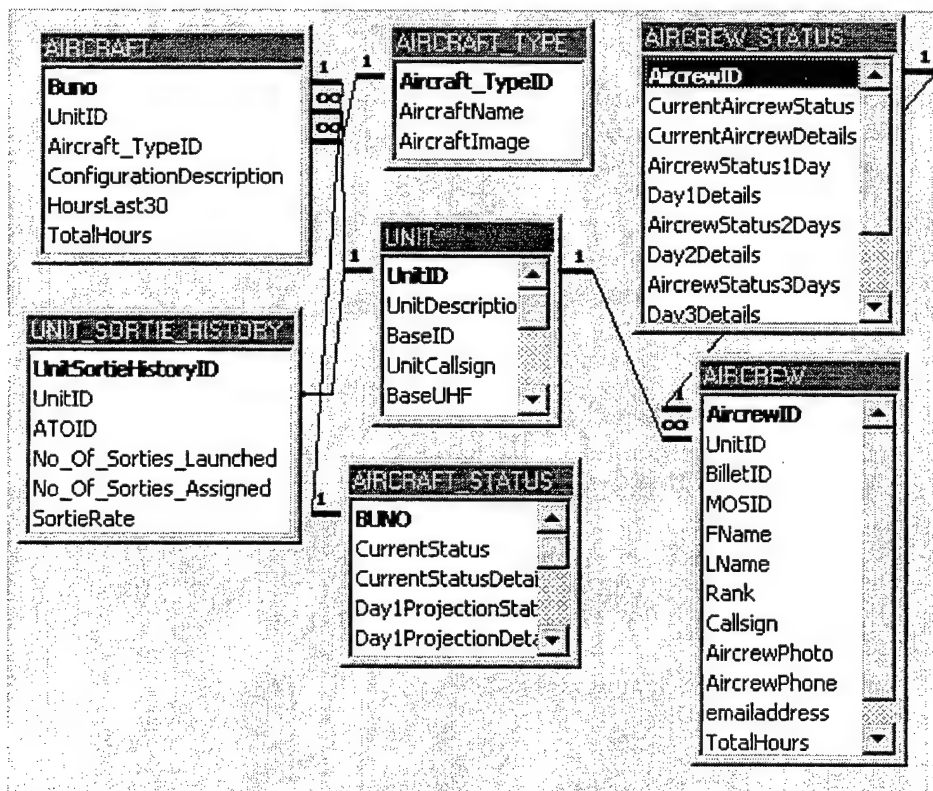 AIRCRAFT
Buno
UnitID
Aircraft_TypeID
ConfigurationDescription
HoursLast30
TotalHours
1
∞
∞
AIRCRAFT_TYPE
Aircraft_TypeID
AircraftName
AircraftImage
1
AIRCREW_STATUS
AircrewID
CurrentAircrewStatus
CurrentAircrewDetails
AircrewStatus1Day
Day1Details
AircrewStatus2Days
Day2Details
AircrewStatus3Days
Day3Details
1
UNIT
UnitID
UnitDescriptio
BaseID
UnitCallsign
BaseUHF
1
1
UNIT_SORTIE_HISTORY
UnitSortieHistoryID
UnitID
ATOID
No_Of_Sorties_Launched
No_Of_Sorties_Assigned
SortieRate
AIRCRAFT_STATUS
BUNO
CurrentStatus
CurrentStatusDetai
Day1ProjectionStat
Day1ProjectionDeta
1
AIRCREW
AircrewID
UnitID
BilletID
MOSID
FName
LName
Rank
Callsign
AircrewPhoto
AircrewPhone
emailaddress
TotalHours
1
∞